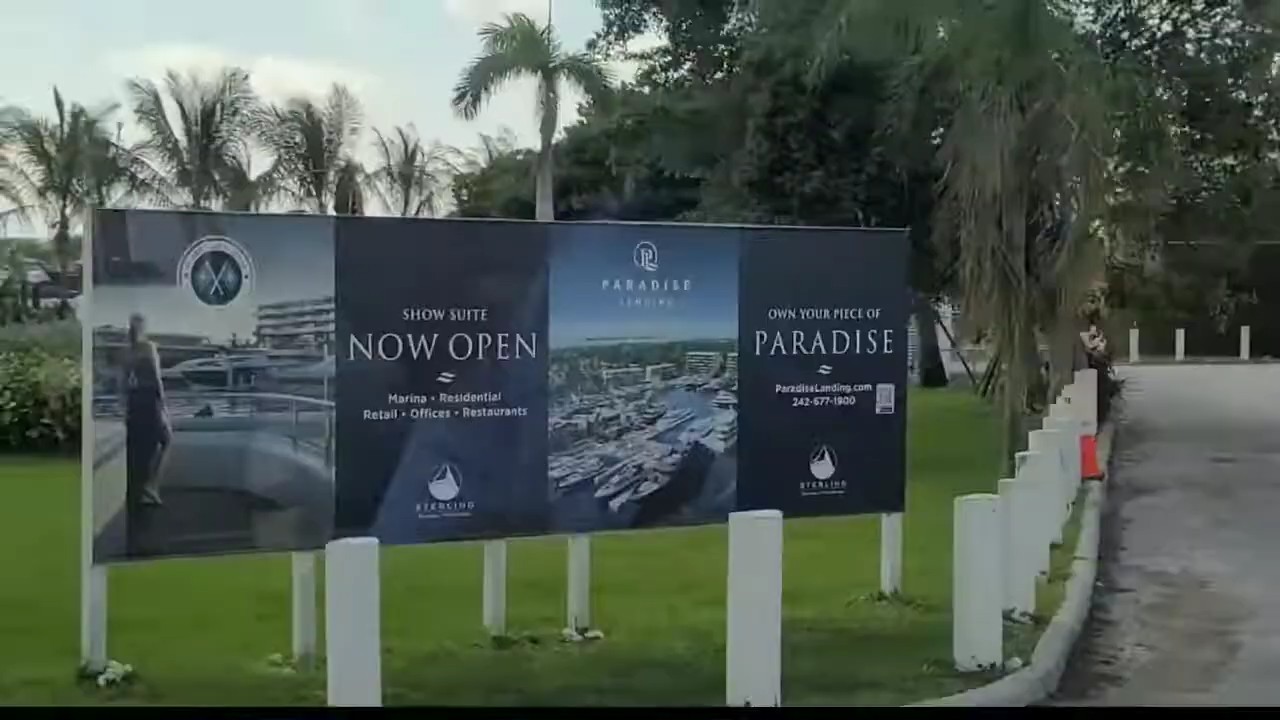 SHOW SUITE
NOW OPEN
Marina • Residential
Retail • Offices • Restaurants
STERLING
PL
PARADISE
LANDING
OWN YOUR PIECE OF
PARADISE
ParadiseLanding.com
242-677-1900
STERLING